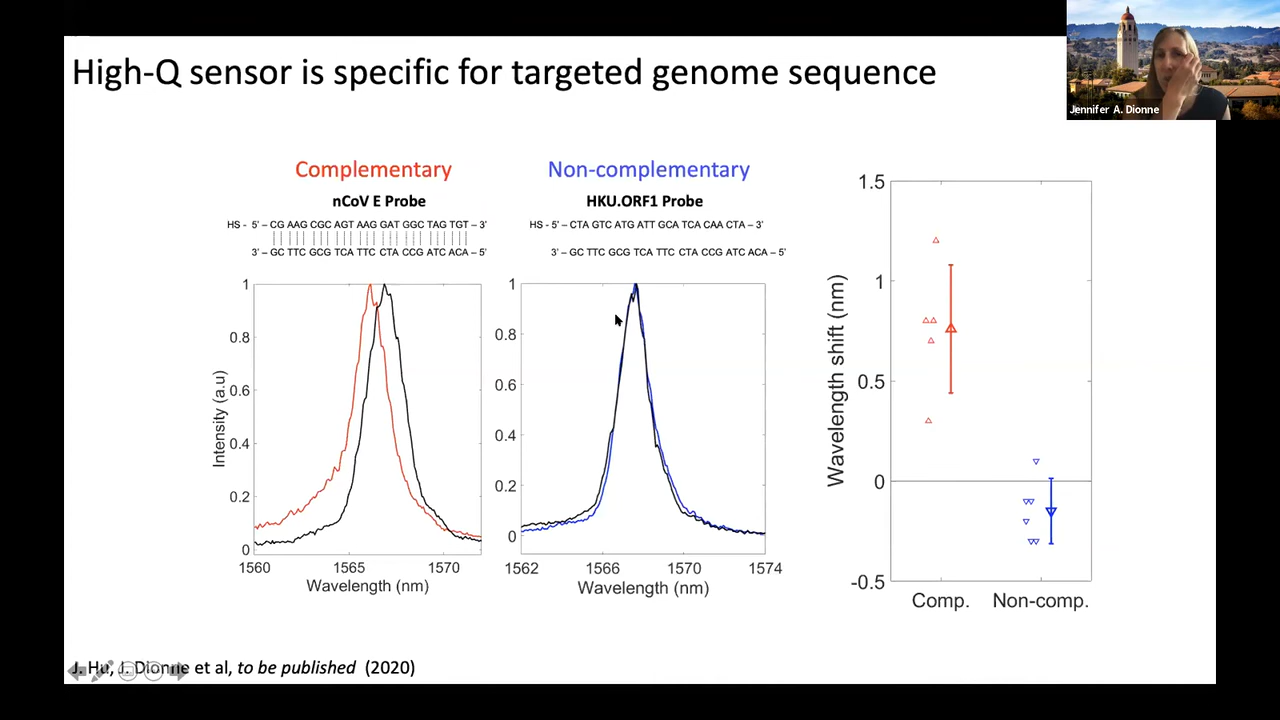 High-Q sensor is specific for targeted genome sequence
Jennifer A. Dionne
Complementary
nCoV E Probe
HS - 5' – CG AAG CGC AGT AAG GAT GGC TAG TGT – 3'
3' – GC TTC GCG TCA TTC CTA CCG ATC ACA – 5'
Non-complementary
HKU.ORF1 Probe
HS - 5' – CTA GTC ATG ATT GCA TCA CAA CTA – 3'
3' – GC TTC GCG TCA TTC CTA CCG ATC ACA – 5'
Intensity (a.u)
1
0.8
0.6
0.4
0.2
0
1560 1565 1570
Wavelength (nm)
1
0.8
0.6
0.4
0.2
0
1562 1566 1570 1574
Wavelength (nm)
Wavelength shift (nm)
1.5
1
0.5
0
-0.5
Comp. Non-comp.
J. Hu, J. Dionne et al, to be published (2020)